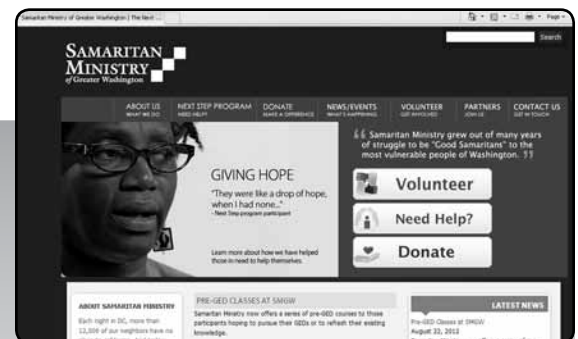 Samaritan Ministry of Greater Washington | The Next ...
Page
Search
SAMARITAN
MINISTRY
of Greater Washington
ABOUT US
WHAT WE DO
NEXT STEP PROGRAM
NEED HELP?
DONATE
MAKE A DIFFERENCE
NEWS/EVENTS
WHAT'S HAPPENING
VOLUNTEER
GET INVOLVED
PARTNERS
JOIN US
CONTACT US
GET IN TOUCH
GIVING HOPE
"They were like a drop of hope,
when I had none..."
- Next Step program participant
Learn more about how we have helped
those in need to help themselves.
“ Samaritan Ministry grew out of many years
of struggle to be "Good Samaritans" to the
most vulnerable people of Washington. ”
Volunteer
Need Help?
Donate
ABOUT SAMARITAN MINISTRY
Each night in DC, more than
of our neighbors have no
PRE-GED CLASSES AT SMGW
Samaritan Ministry now offers a series of pre-GED courses to those
participants hoping to pursue their GEDs or to refresh their existing
knowledge.
LATEST NEWS
Pre-GED Classes at SMGW
August 22, 2012